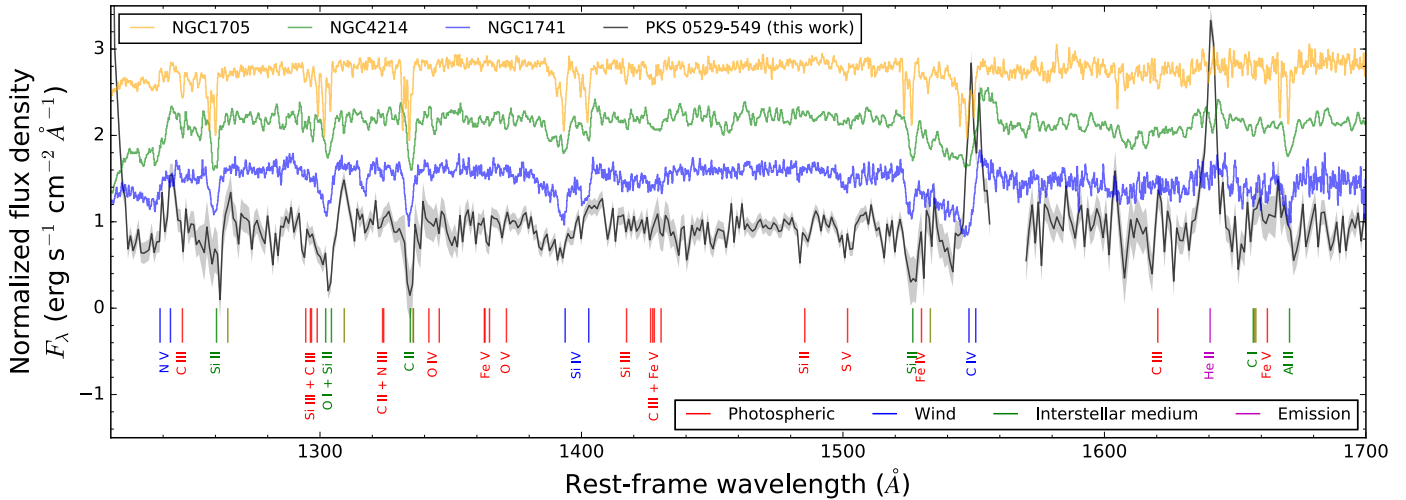 NGC1705 NGC4214 NGC1741 PKS 0529-549 (this work)
Normalized flux density
F_λ (erg s⁻¹ cm⁻² Å⁻¹)
3
2
1
0
−1
N V
C III
Si II
Si III + C III
O I + Si II
C II + N III
C II
O IV
Fe V
O V
Si IV
Si III
C III + Fe V
Si II
S V
Si II
Fe IV
C IV
C III
He II
C I
Fe V
Al II
Photospheric Wind Interstellar medium Emission
1300 1400 1500 1600 1700
Rest-frame wavelength (Å)